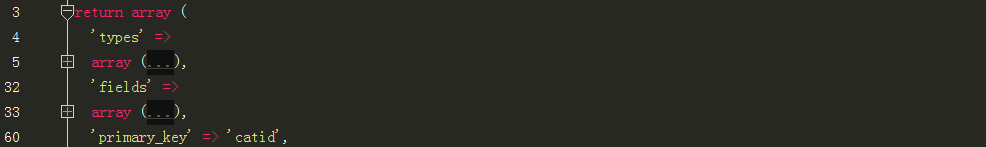 3 return array (
4 'types' =>
5 array (...),
32 'fields' =>
33 array (...),
60 'primary_key' => 'catid',